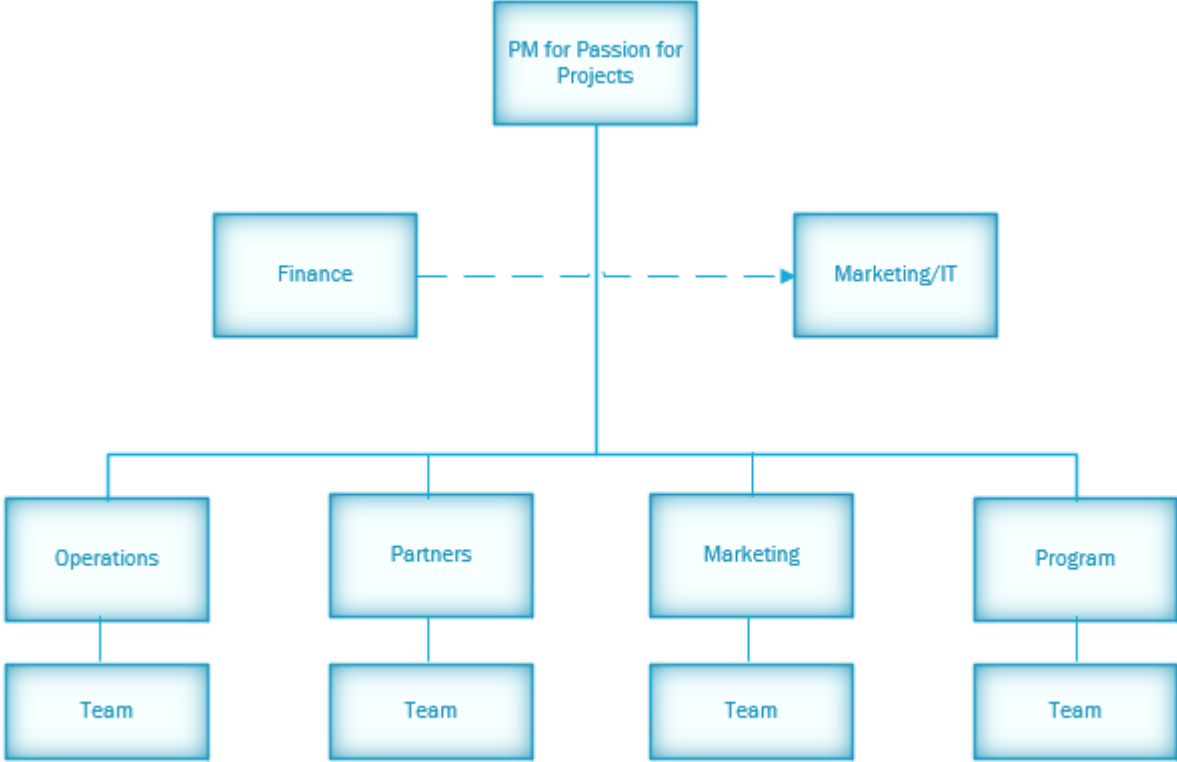 PM for Passion for
Projects
Finance
Marketing/IT
Operations
Partners
Marketing
Program
Team
Team
Team
Team